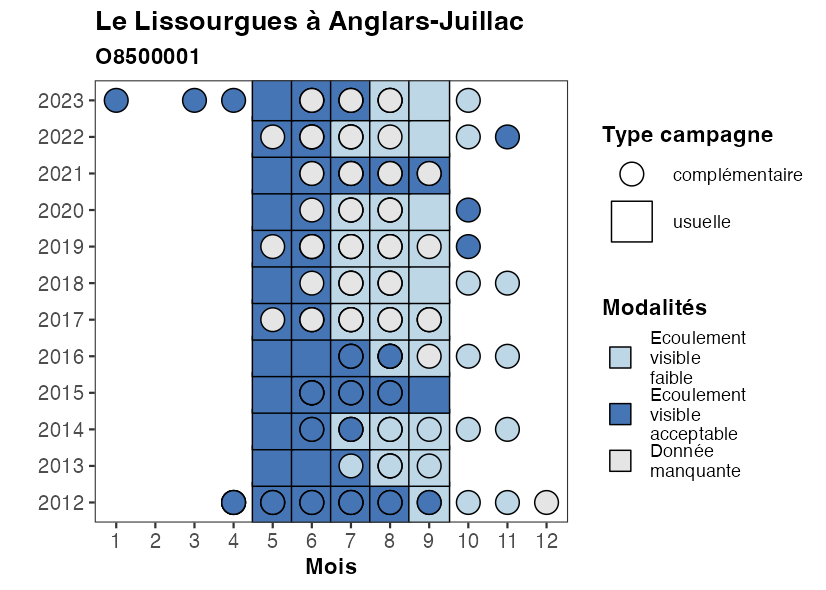 Le Lissourgues à Anglars-Juillac
O8500001
2023
2022
2021
2020
2019
2018
2017
2016
2015
2014
2013
2012
1 2 3 4 5 6 7 8 9 10 11 12
Mois
Type campagne
complémentaire
usuelle
Modalités
Ecoulement
visible
faible
Ecoulement
visible
acceptable
Donnée
manquante